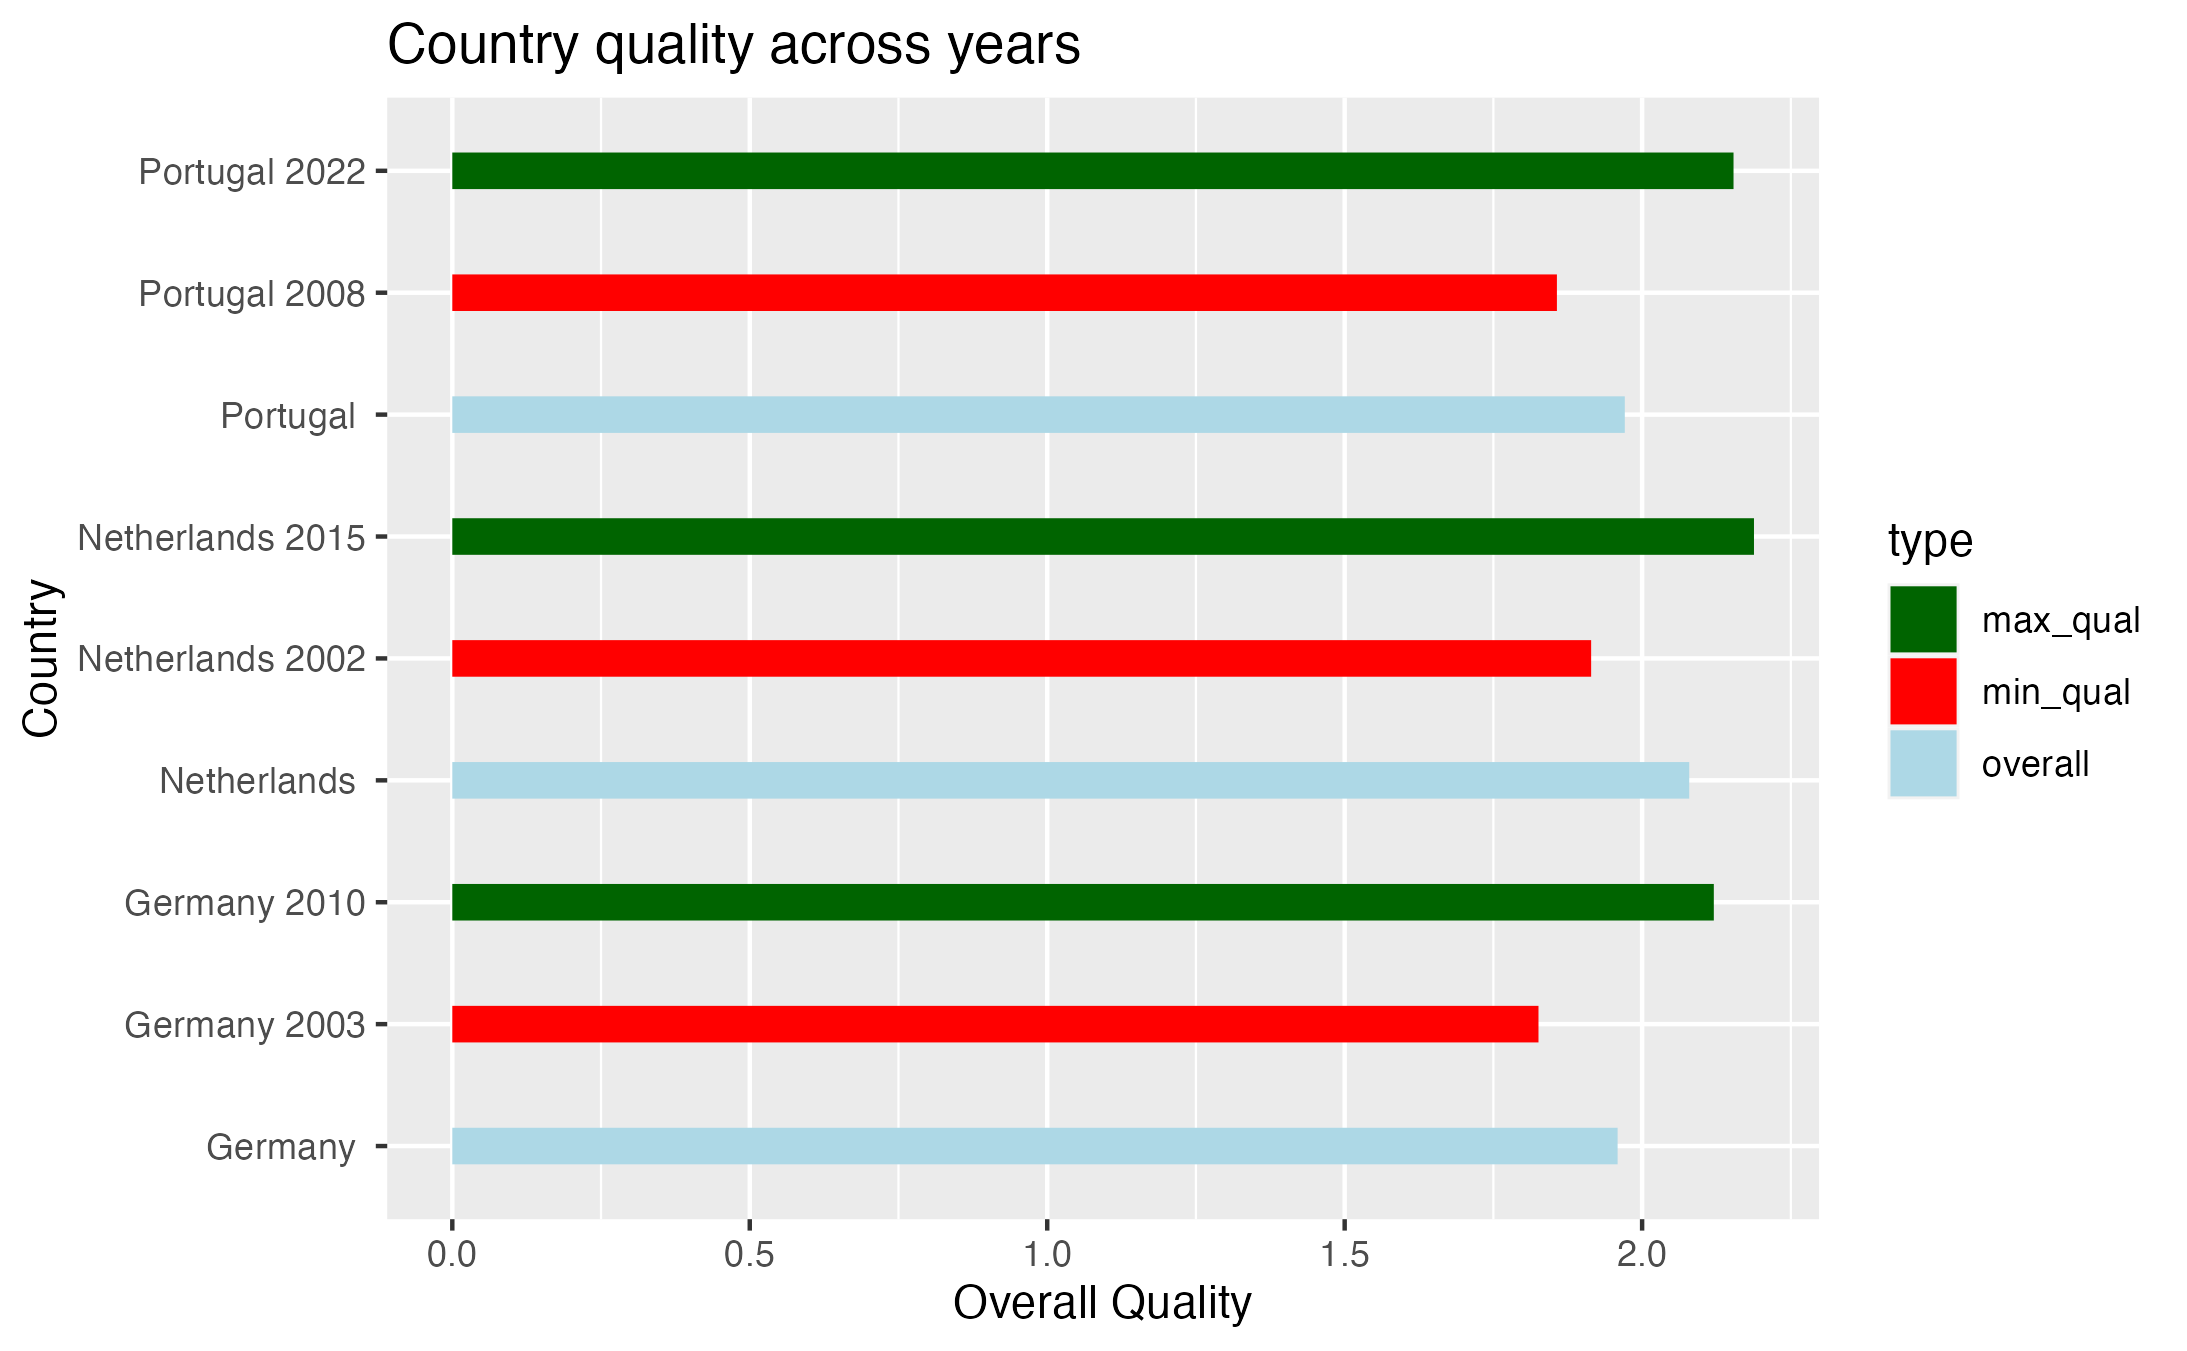 Country quality across years
Portugal 2022
Portugal 2008
Portugal
Netherlands 2015
Netherlands 2002
Netherlands
Germany 2010
Germany 2003
Germany
Country
0.0 0.5 1.0 1.5 2.0
Overall Quality
type
max_qual
min_qual
overall